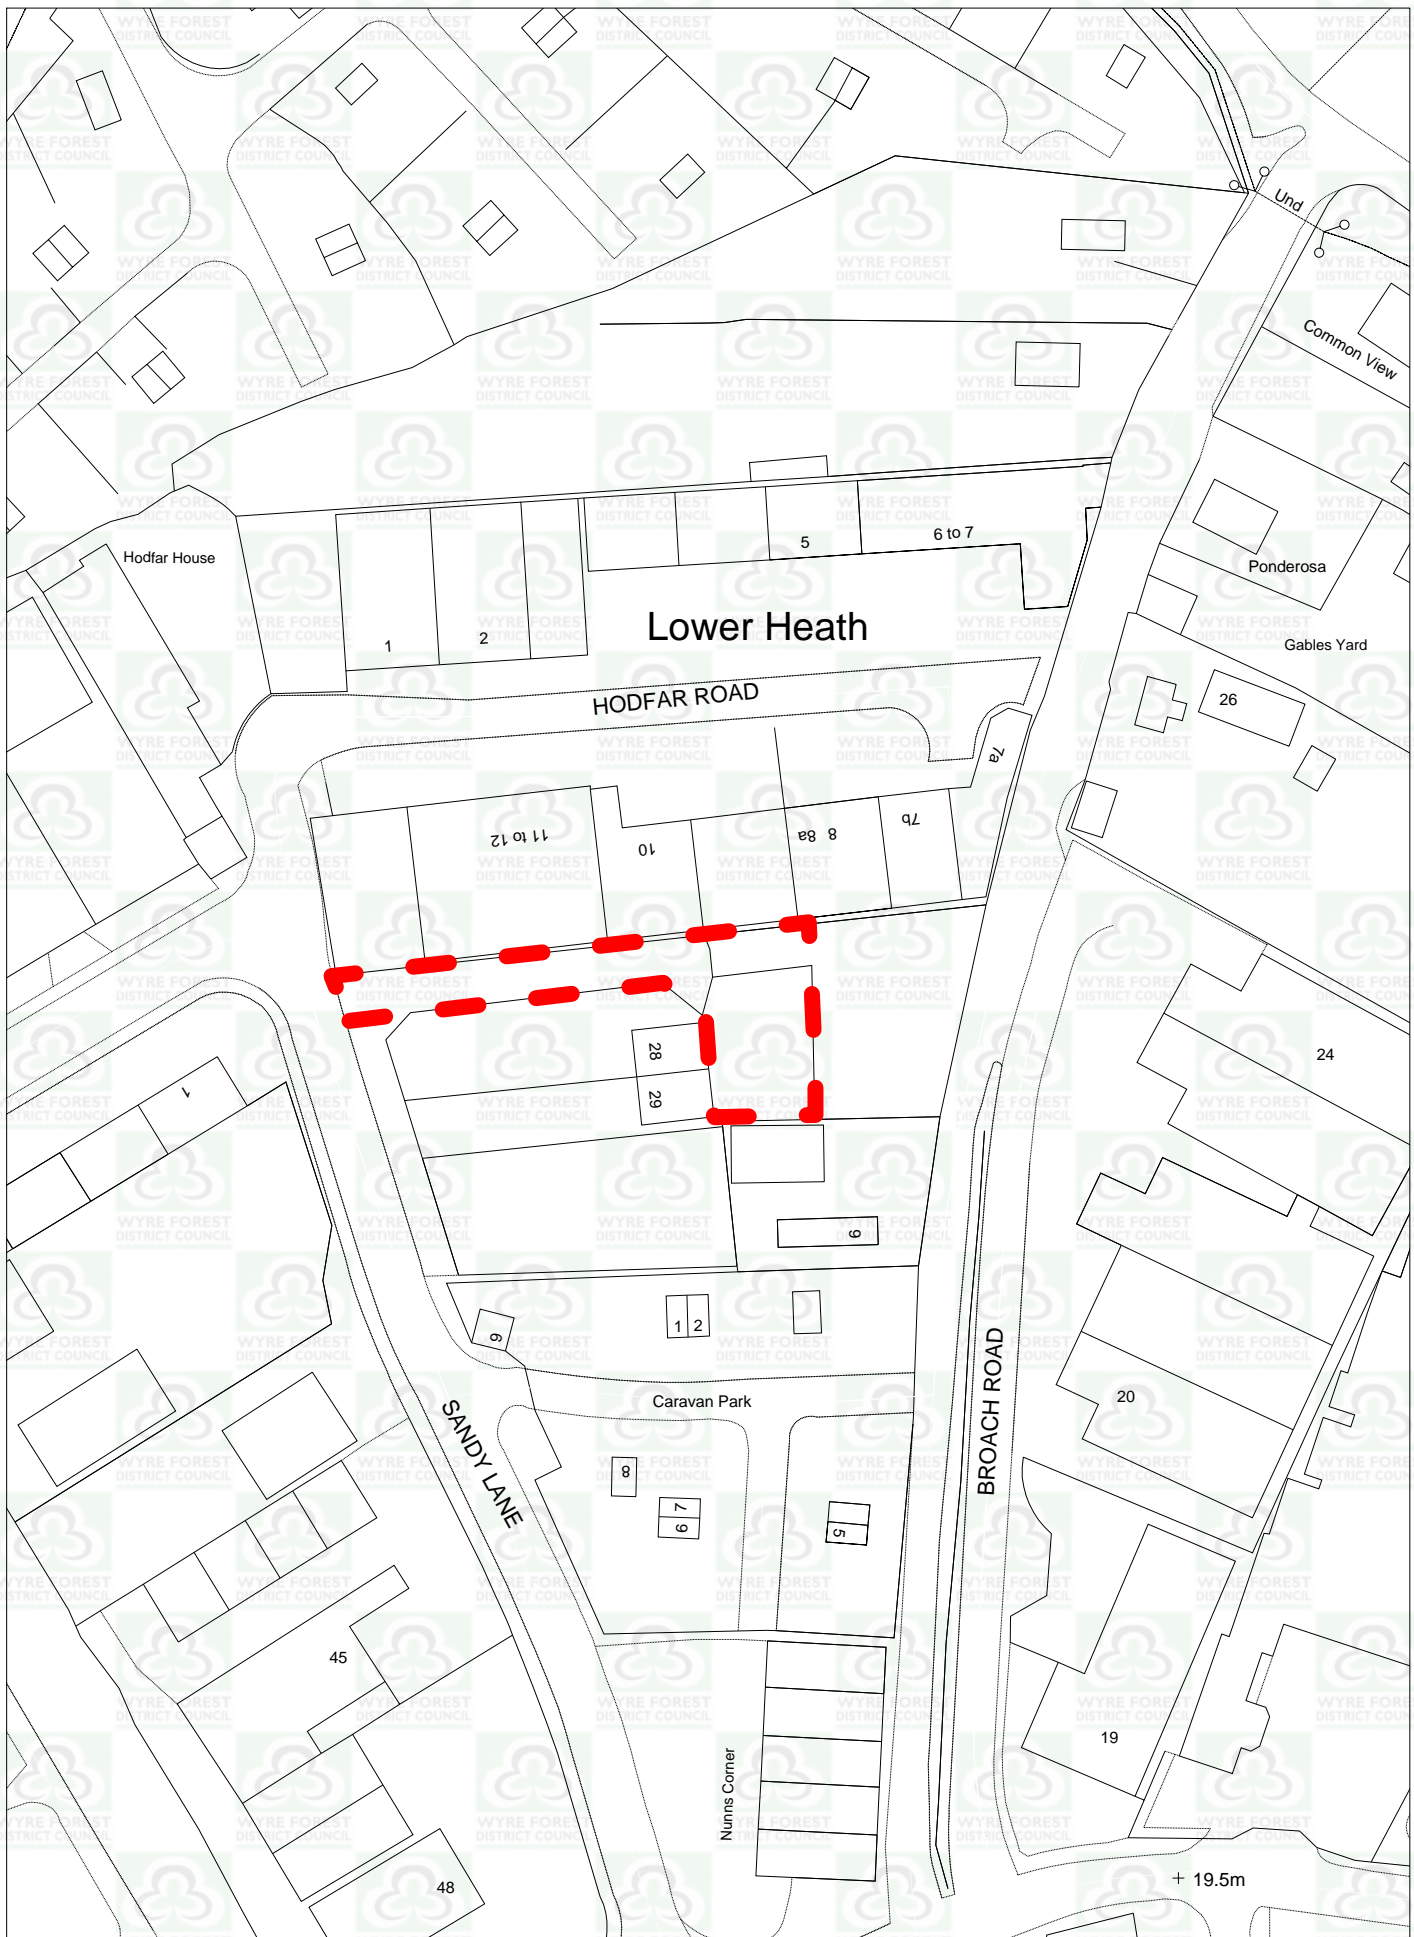 WYRE FOREST
DISTRICT COUNCIL
Und
Common View
Hodfar House
5
6 to 7
Ponderosa
1
2
Lower Heath
Gables Yard
HODFAR ROAD
26
7a
11 to 12
10
8a
8
7b
28
24
29
1
9
6
1
2
Caravan Park
SANDY LANE
BROACH ROAD
20
8
7
6
5
45
19
Nunns Corner
48
+ 19.5m